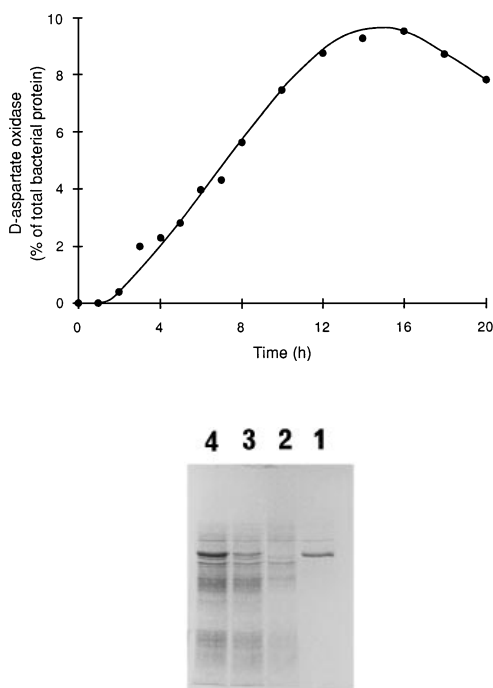 D-aspartate oxidase
(% of total bacterial protein)
10
8
6
4
2
0
0 4 8 12 16 20
Time (h)
4 3 2 1